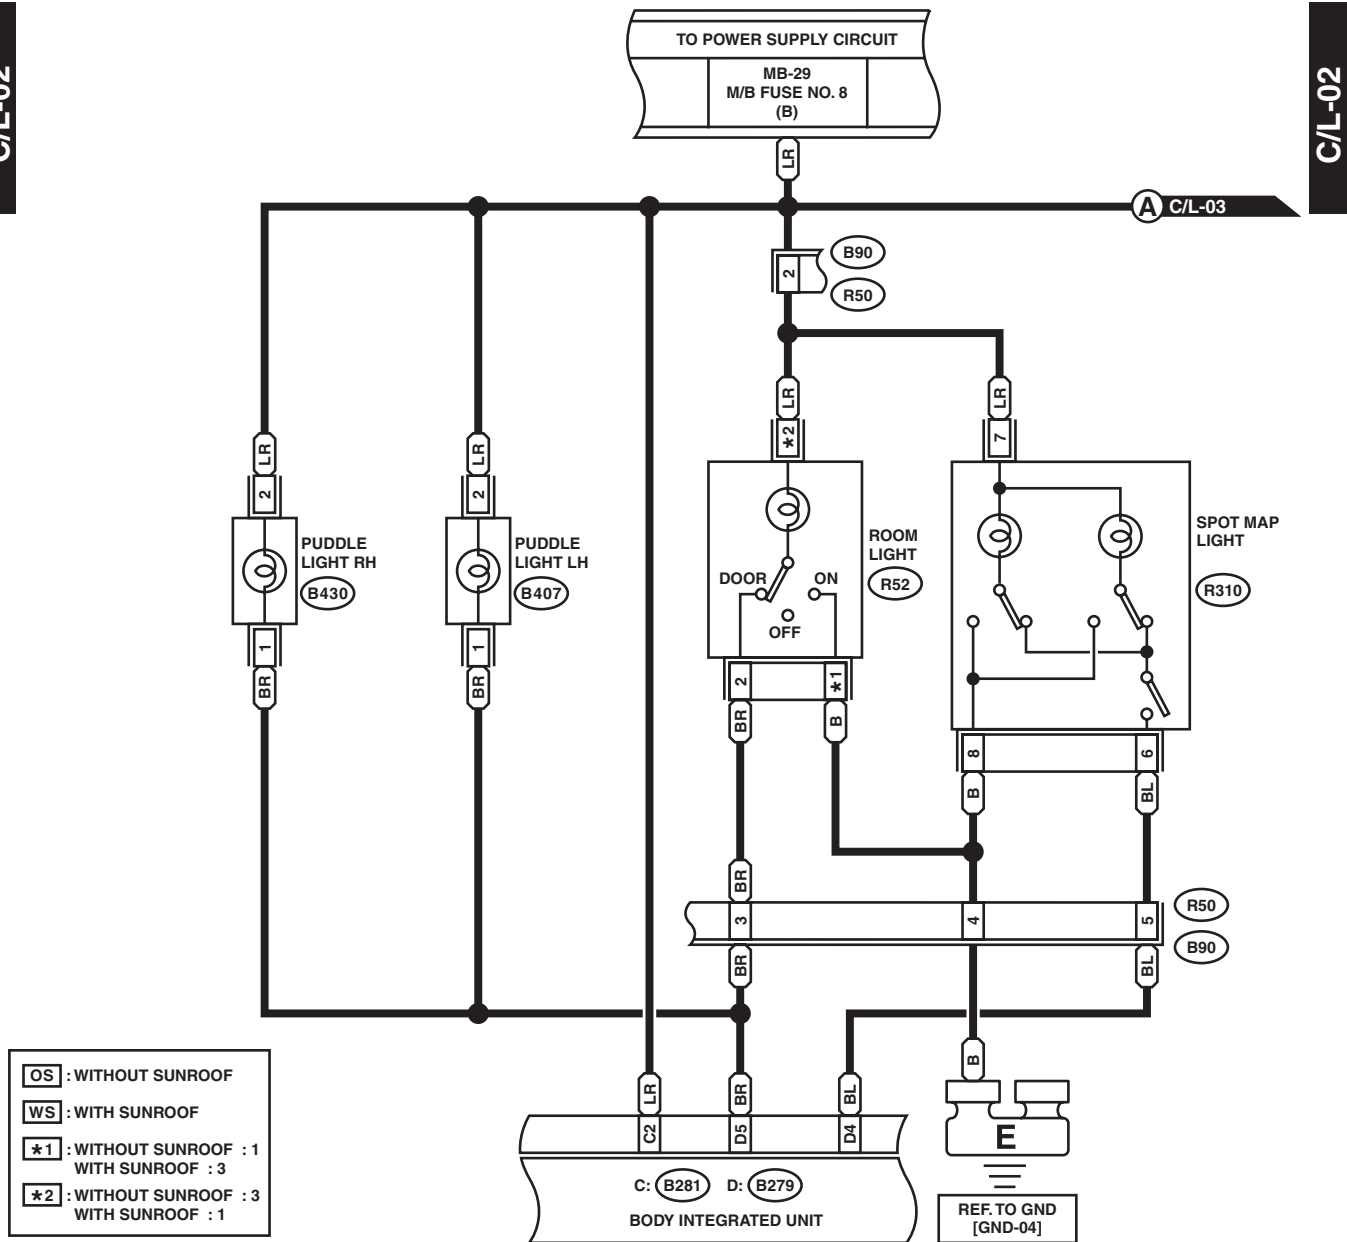 C/L-02
C/L-02
TO POWER SUPPLY CIRCUIT
MB-29
M/B FUSE NO. 8
(B)
LR
A C/L-03
2
B90
R50
LR LR LR LR
2 2 *2 7
PUDDLE
LIGHT RH
B430
PUDDLE
LIGHT LH
B407
ROOM
LIGHT
R52
DOOR ON
OFF
SPOT MAP
LIGHT
R310
1 1 2 *1 8 6
BR BR BR B B BL
BR
3 4 5
R50
B90
BR BL
B
LR BR BL
C2 D5 D4
C: B281 D: B279
BODY INTEGRATED UNIT
E
REF. TO GND
[GND-04]
OS : WITHOUT SUNROOF
WS : WITH SUNROOF
*1 : WITHOUT SUNROOF : 1
WITH SUNROOF : 3
*2 : WITHOUT SUNROOF : 3
WITH SUNROOF : 1